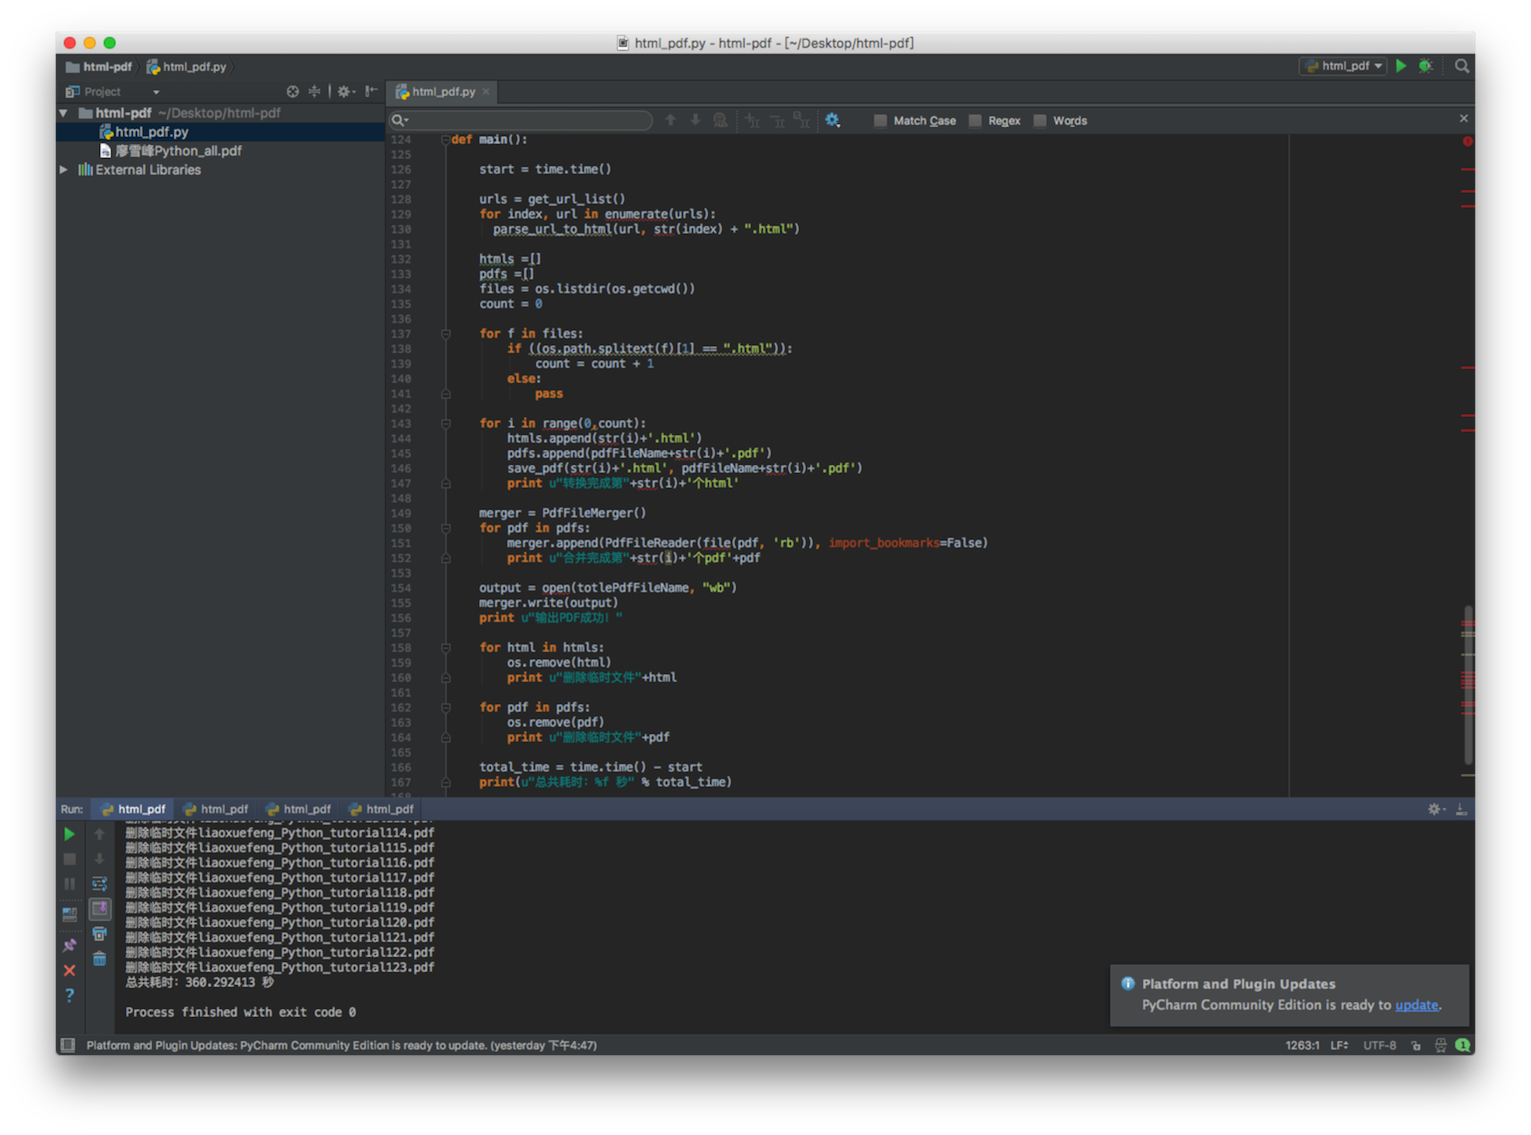 html_pdf.py - html-pdf - [~/Desktop/html-pdf]
html-pdf html_pdf.py html_pdf
Project html_pdf.py
html-pdf ~/Desktop/html-pdf
html_pdf.py
廖雪峰Python_all.pdf
External Libraries
Match Case Regex Words
124 def main():
125
126 start = time.time()
127
128 urls = get_url_list()
129 for index, url in enumerate(urls):
130 parse_url_to_html(url, str(index) + ".html")
131
132 htmls =[]
133 pdfs =[]
134 files = os.listdir(os.getcwd())
135 count = 0
136
137 for f in files:
138 if ((os.path.splitext(f)[1] == ".html")):
139 count = count + 1
140 else:
141 pass
142
143 for i in range(0,count):
144 htmls.append(str(i)+'.html')
145 pdfs.append(pdfFileName+str(i)+'.pdf')
146 save_pdf(str(i)+'.html', pdfFileName+str(i)+'.pdf')
147 print u"转换完成第"+str(i)+'个html'
148
149 merger = PdfFileMerger()
150 for pdf in pdfs:
151 merger.append(PdfFileReader(file(pdf, 'rb')), import_bookmarks=False)
152 print u"合并完成第"+str(i)+'个pdf'+pdf
153
154 output = open(totlePdfFileName, "wb")
155 merger.write(output)
156 print u"输出PDF成功！"
157
158 for html in htmls:
159 os.remove(html)
160 print u"删除临时文件"+html
161
162 for pdf in pdfs:
163 os.remove(pdf)
164 print u"删除临时文件"+pdf
165
166 total_time = time.time() - start
167 print(u"总共耗时：%f 秒" % total_time)
Run: html_pdf html_pdf html_pdf html_pdf
删除临时文件liaoxuefeng_Python_tutorial114.pdf
删除临时文件liaoxuefeng_Python_tutorial115.pdf
删除临时文件liaoxuefeng_Python_tutorial116.pdf
删除临时文件liaoxuefeng_Python_tutorial117.pdf
删除临时文件liaoxuefeng_Python_tutorial118.pdf
删除临时文件liaoxuefeng_Python_tutorial119.pdf
删除临时文件liaoxuefeng_Python_tutorial120.pdf
删除临时文件liaoxuefeng_Python_tutorial121.pdf
删除临时文件liaoxuefeng_Python_tutorial122.pdf
删除临时文件liaoxuefeng_Python_tutorial123.pdf
总共耗时：360.292413 秒
Process finished with exit code 0
Platform and Plugin Updates
PyCharm Community Edition is ready to update.
Platform and Plugin Updates: PyCharm Community Edition is ready to update. (yesterday 下午4:47) 1263:1 LF UTF-8 1